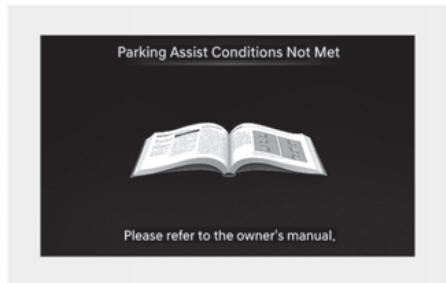 Parking Assist Conditions Not Met
Please refer to the owner's manual.